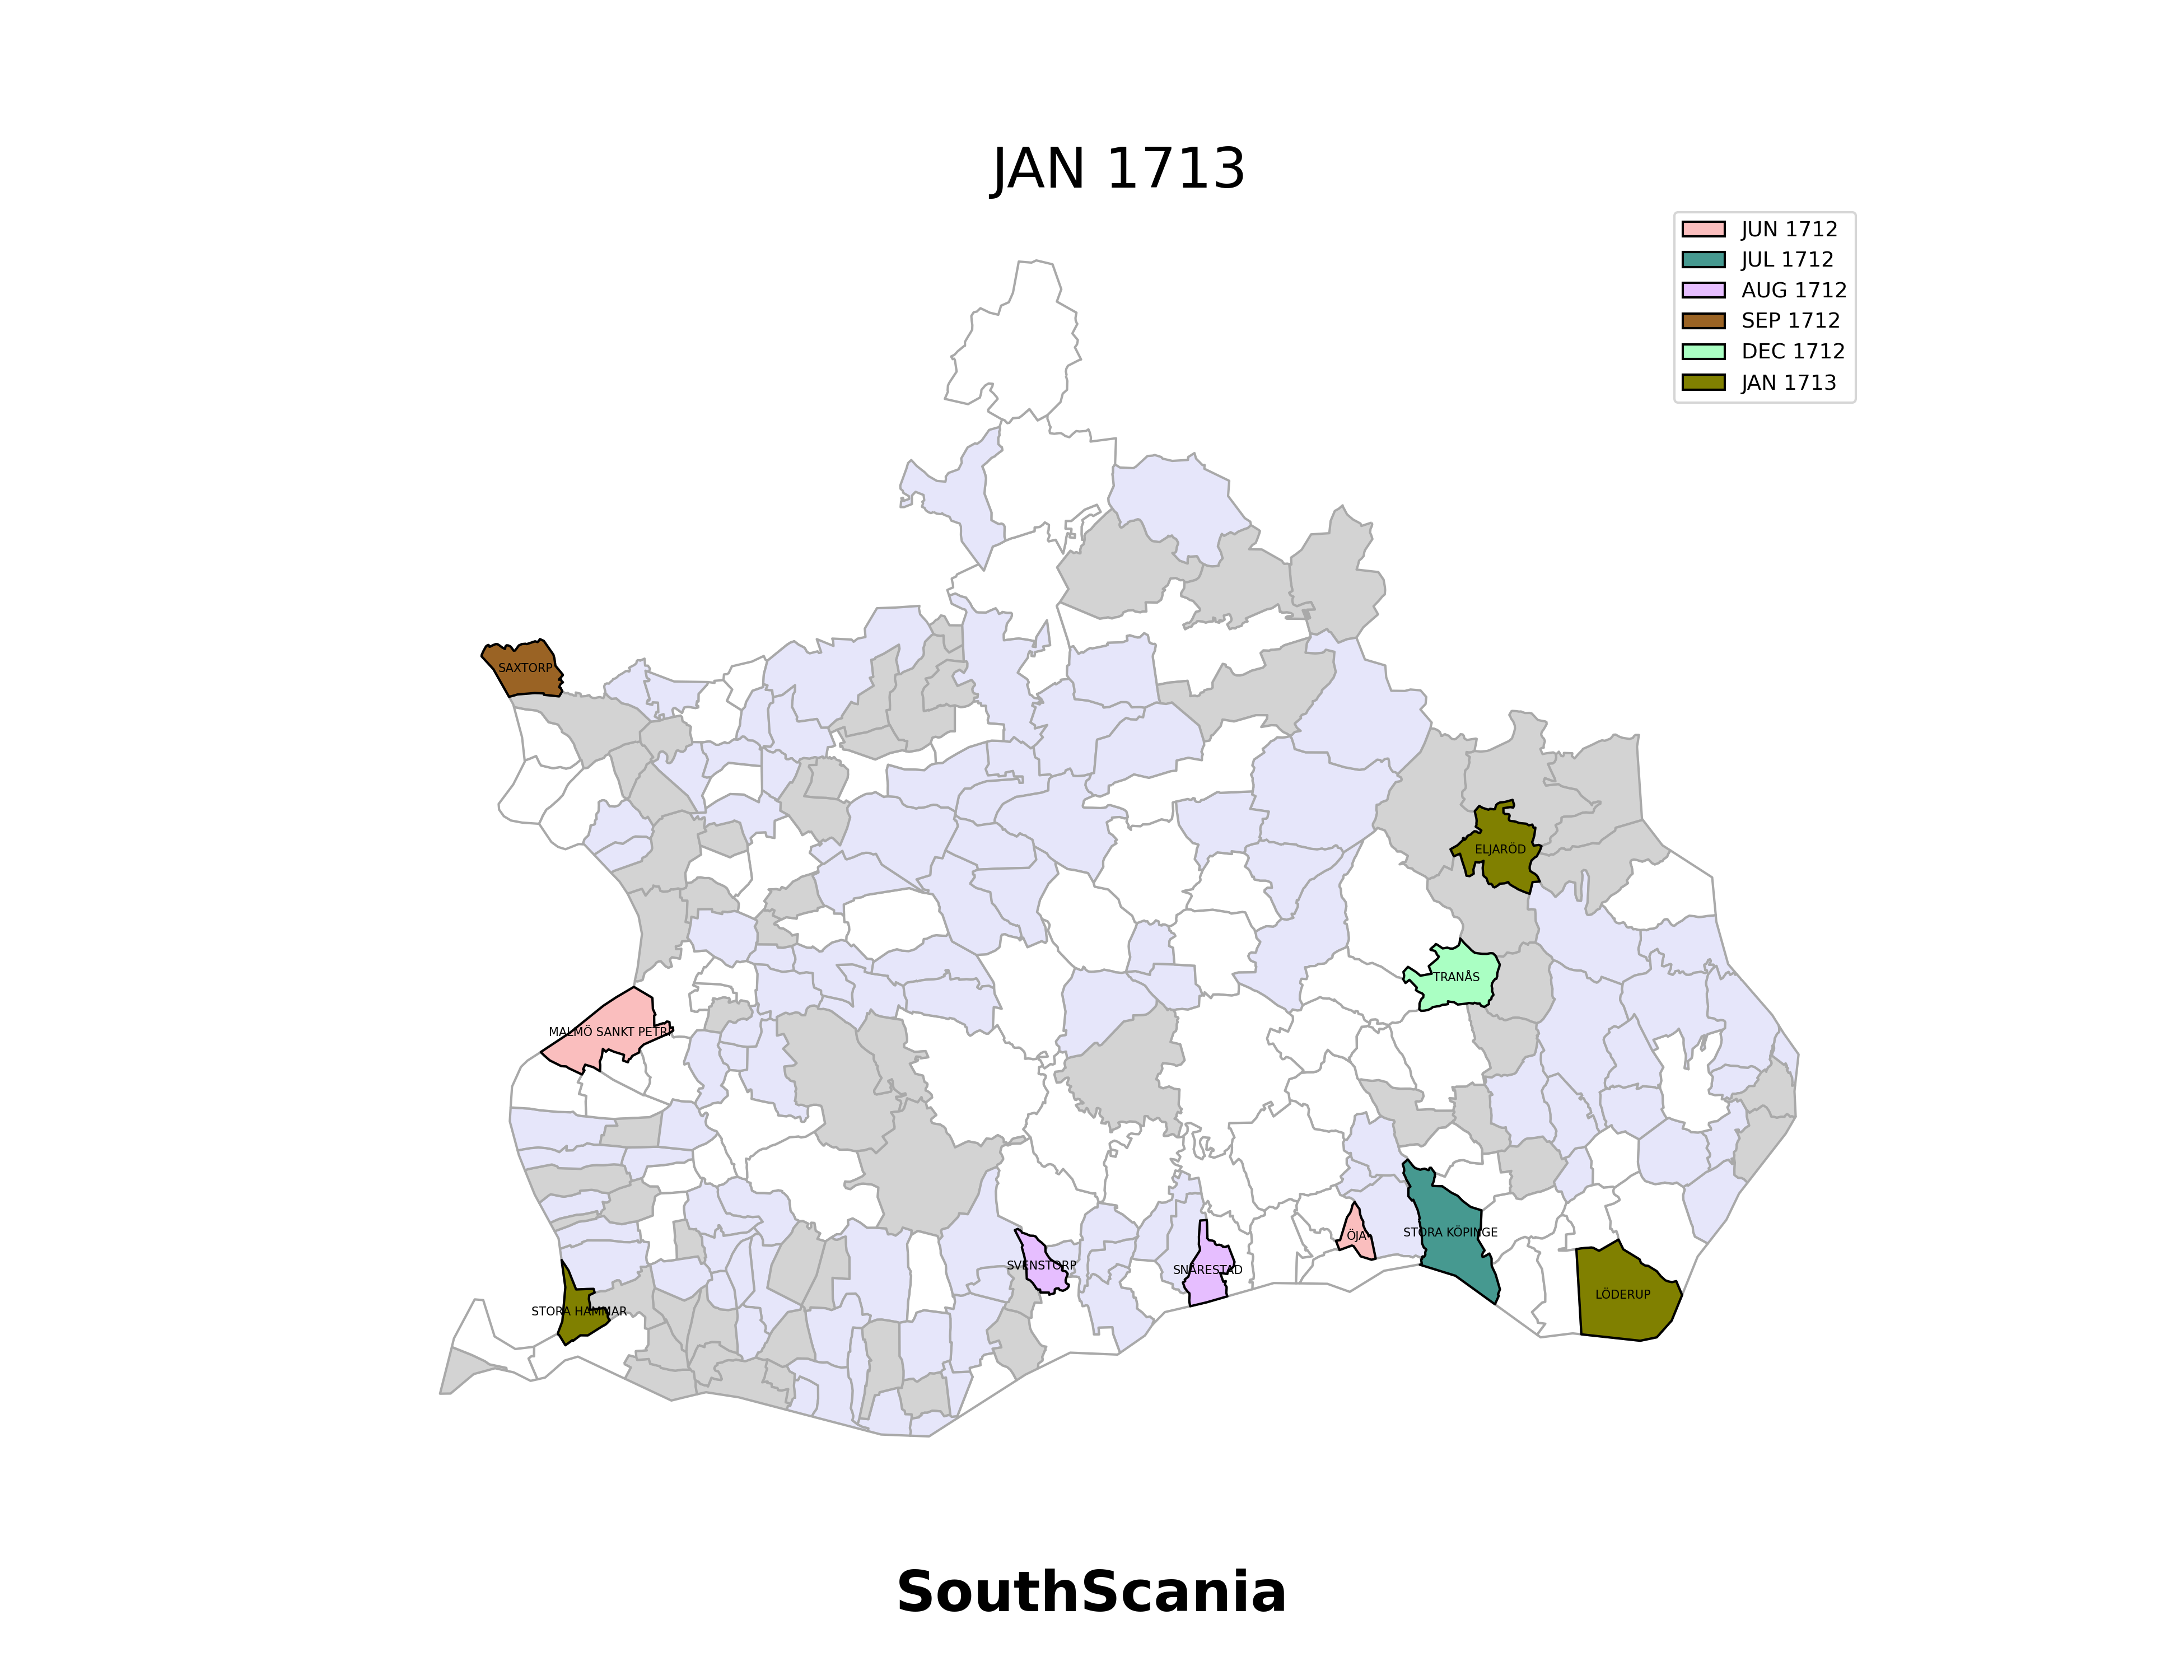 JAN 1713
JUN 1712
JUL 1712
AUG 1712
SEP 1712
DEC 1712
JAN 1713
SAXTORP
ELJARÖD
TRANÅS
MALMÖ SANKT PETRI
STORA KÖPINGE
ÖJA
SVENSTORP
SNÅRESTAD
LÖDERUP
STORA HAMMAR
SouthScania